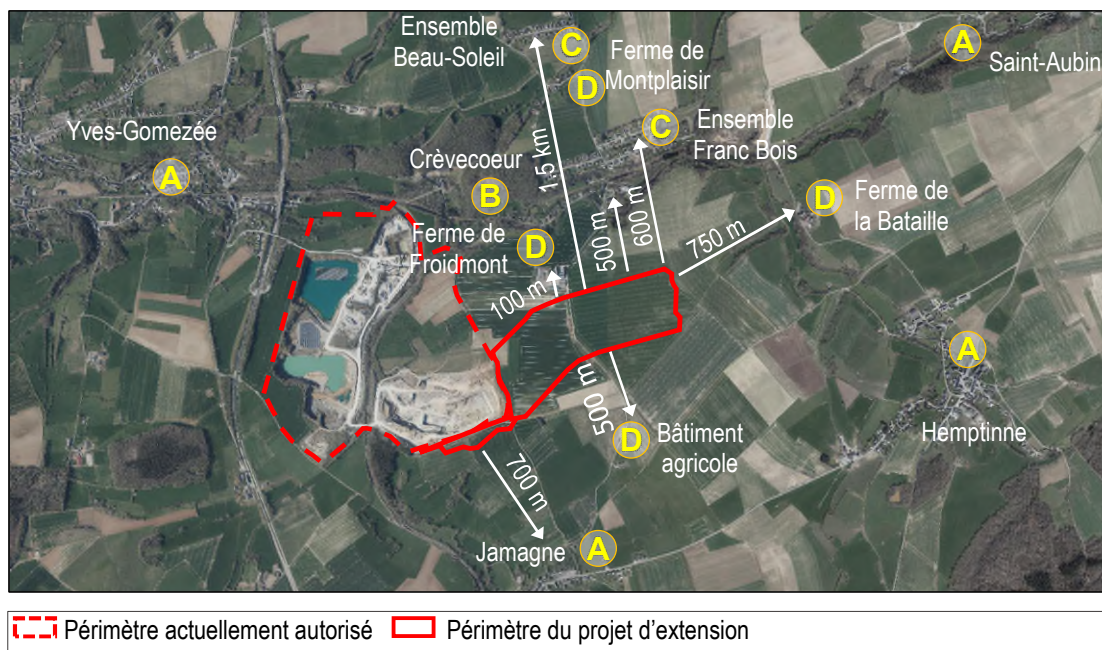 Ensemble
Beau-Soleil
C
Ferme de
Montplaisir
D
A
Saint-Aubin
Yves-Gomezée
A
Crèvecoeur
B
1.5 km
C
Ensemble
Franc Bois
Ferme de
Froidmont
D
500 m
600 m
750 m
D
Ferme de
la Bataille
100 m
A
Hemptinne
500 m
D
Bâtiment
agricole
700 m
Jamagne
A
Périmètre actuellement autorisé
Périmètre du projet d'extension